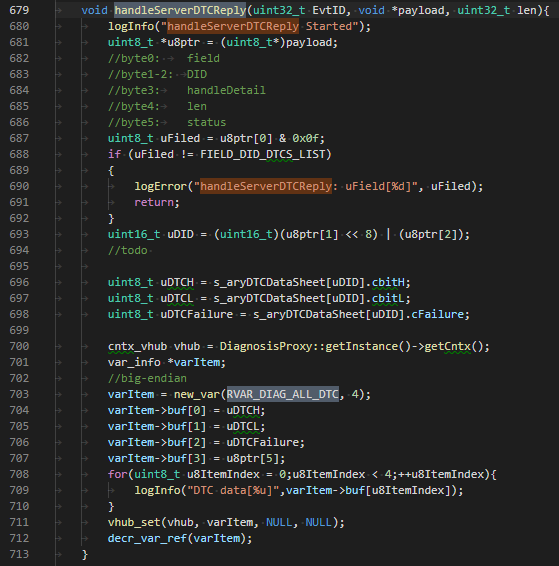 679 void handleServerDTCReply(uint32_t EvtID, void *payload, uint32_t len){
680 logInfo("handleServerDTCReply Started");
681 uint8_t *u8ptr = (uint8_t*)payload;
682 //byte0: field
683 //byte1-2: DID
684 //byte3: handleDetail
685 //byte4: len
686 //byte5: status
687 uint8_t uFiled = u8ptr[0] & 0x0f;
688 if (uFiled != FIELD_DID_DTCS_LIST)
689 {
690 logError("handleServerDTCReply: uField[%d]", uFiled);
691 return;
692 }
693 uint16_t uDID = (uint16_t)(u8ptr[1] << 8) | (u8ptr[2]);
694 //todo
695
696 uint8_t uDTCH = s_aryDTCDataSheet[uDID].cbitH;
697 uint8_t uDTCL = s_aryDTCDataSheet[uDID].cbitL;
698 uint8_t uDTCFailure = s_aryDTCDataSheet[uDID].cFailure;
699
700 cntx_vhub vhub = DiagnosisProxy::getInstance()->getCntx();
701 var_info *varItem;
702 //big-endian
703 varItem = new_var(RVAR_DIAG_ALL_DTC, 4);
704 varItem->buf[0] = uDTCH;
705 varItem->buf[1] = uDTCL;
706 varItem->buf[2] = uDTCFailure;
707 varItem->buf[3] = u8ptr[5];
708 for(uint8_t u8ItemIndex = 0;u8ItemIndex < 4;++u8ItemIndex){
709 logInfo("DTC data[%u]",varItem->buf[u8ItemIndex]);
710 }
711 vhub_set(vhub, varItem, NULL, NULL);
712 decr_var_ref(varItem);
713 }